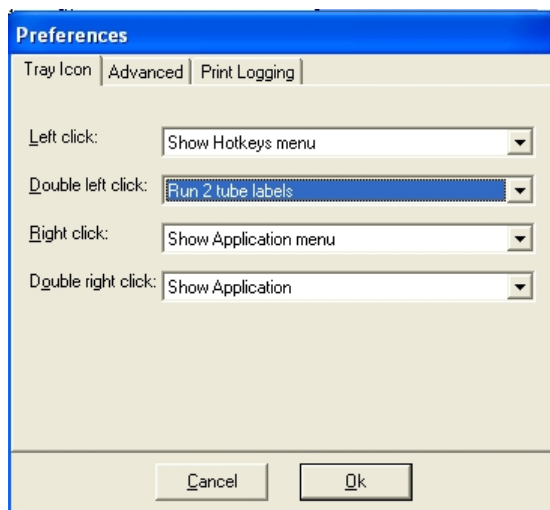 Preferences
Tray Icon Advanced Print Logging
Left click: Show Hotkeys menu
Double left click: Run 2 tube labels
Right click: Show Application menu
Double right click: Show Application
Cancel Ok